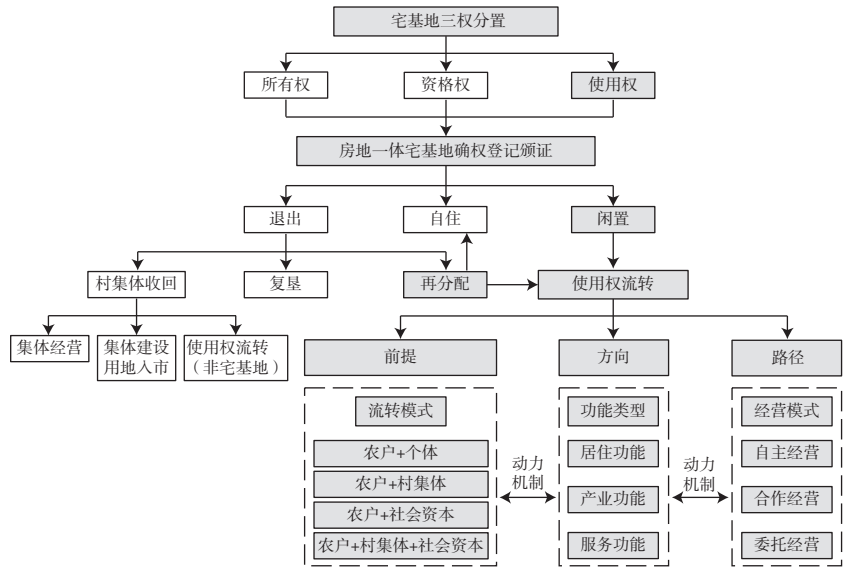 宅基地三权分置
所有权
资格权
使用权
房地一体宅基地确权登记颁证
退出
自住
闲置
村集体收回
复垦
再分配
使用权流转
集体经营
集体建设
用地入市
使用权流转
（非宅基地）
前提
方向
路径
流转模式
农户+个体
农户+村集体
农户+社会资本
农户+村集体+社会资本
动力
机制
功能类型
居住功能
产业功能
服务功能
动力
机制
经营模式
自主经营
合作经营
委托经营